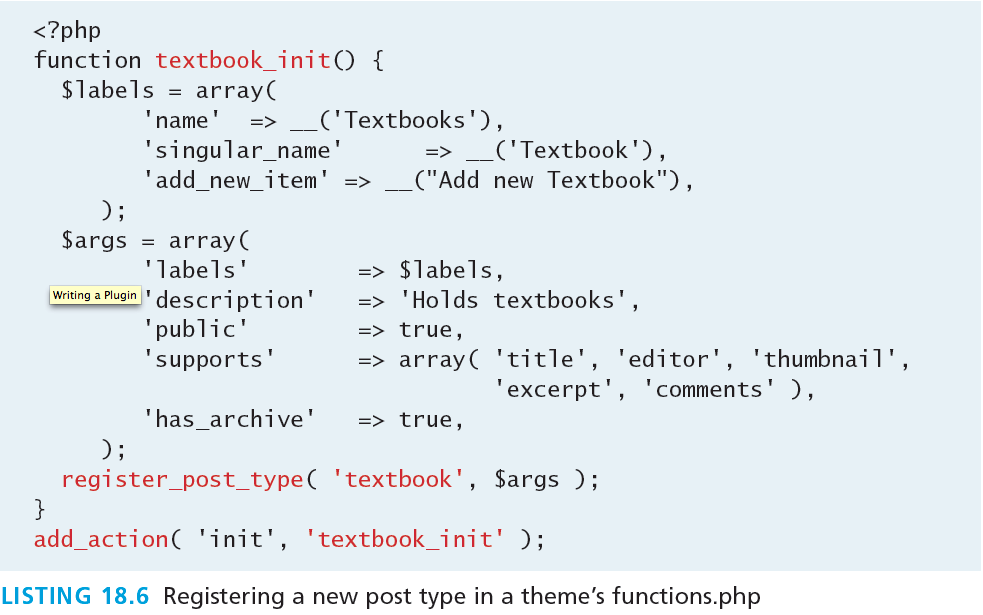 <?php
function textbook_init() {
  $labels = array(
        'name'  => __('Textbooks'),
        'singular_name'      => __('Textbook'),
        'add_new_item' => __("Add new Textbook"),
     );
  $args = array(
        'labels'        => $labels,
Writing a Plugin 'description'   => 'Holds textbooks',
        'public'        => true,
        'supports'      => array( 'title', 'editor', 'thumbnail',
                                  'excerpt', 'comments' ),
        'has_archive'   => true,
     );
  register_post_type( 'textbook', $args );
}
add_action( 'init', 'textbook_init' );
LISTING 18.6 Registering a new post type in a theme’s functions.php